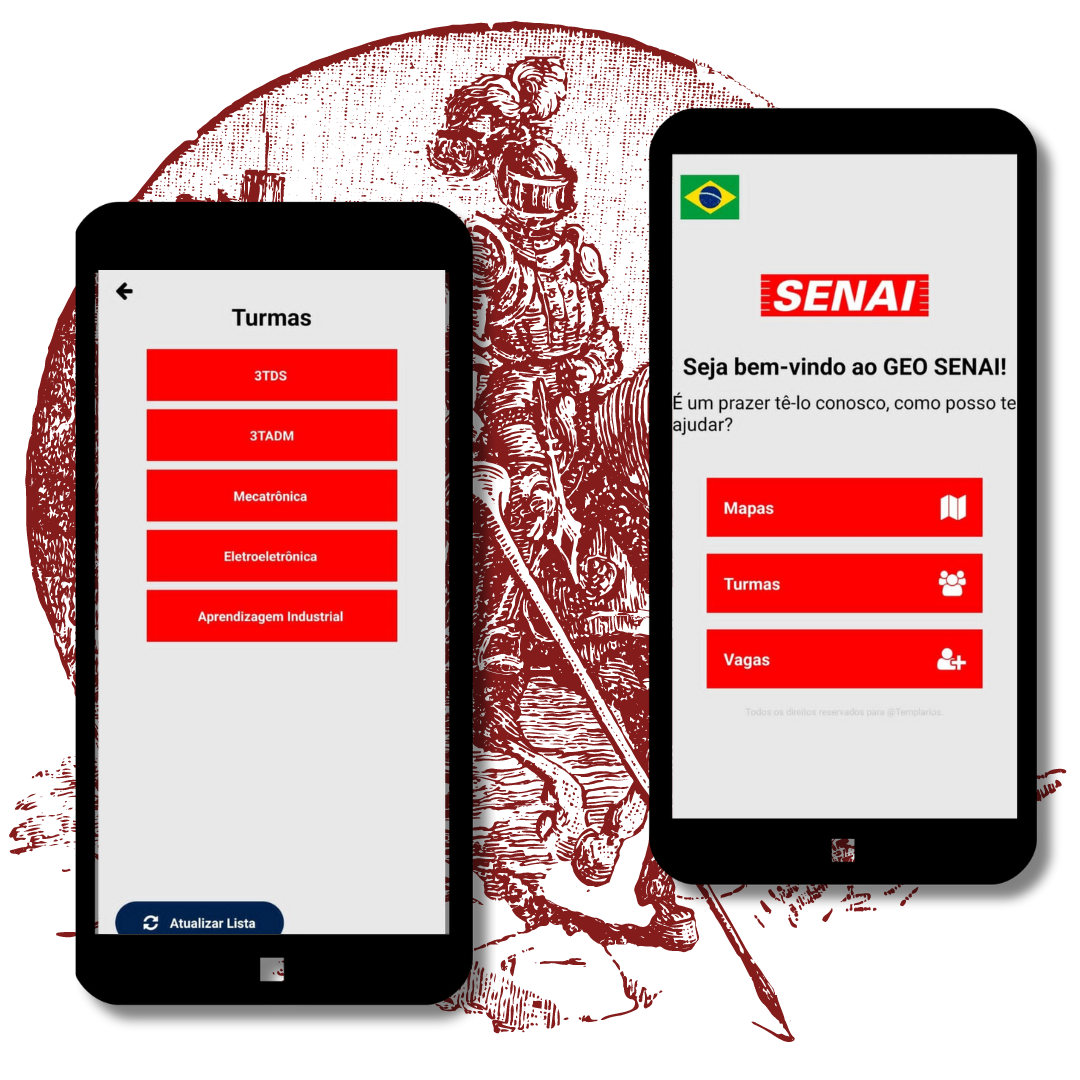 Turmas
3TDS
3TADM
Mecatrônica
Eletroeletrônica
Aprendizagem Industrial
Atualizar Lista
SENAI
Seja bem-vindo ao GEO SENAI!
É um prazer tê-lo conosco, como posso te
ajudar?
Mapas
Turmas
Vagas
Todos os direitos reservados para @Templarios.